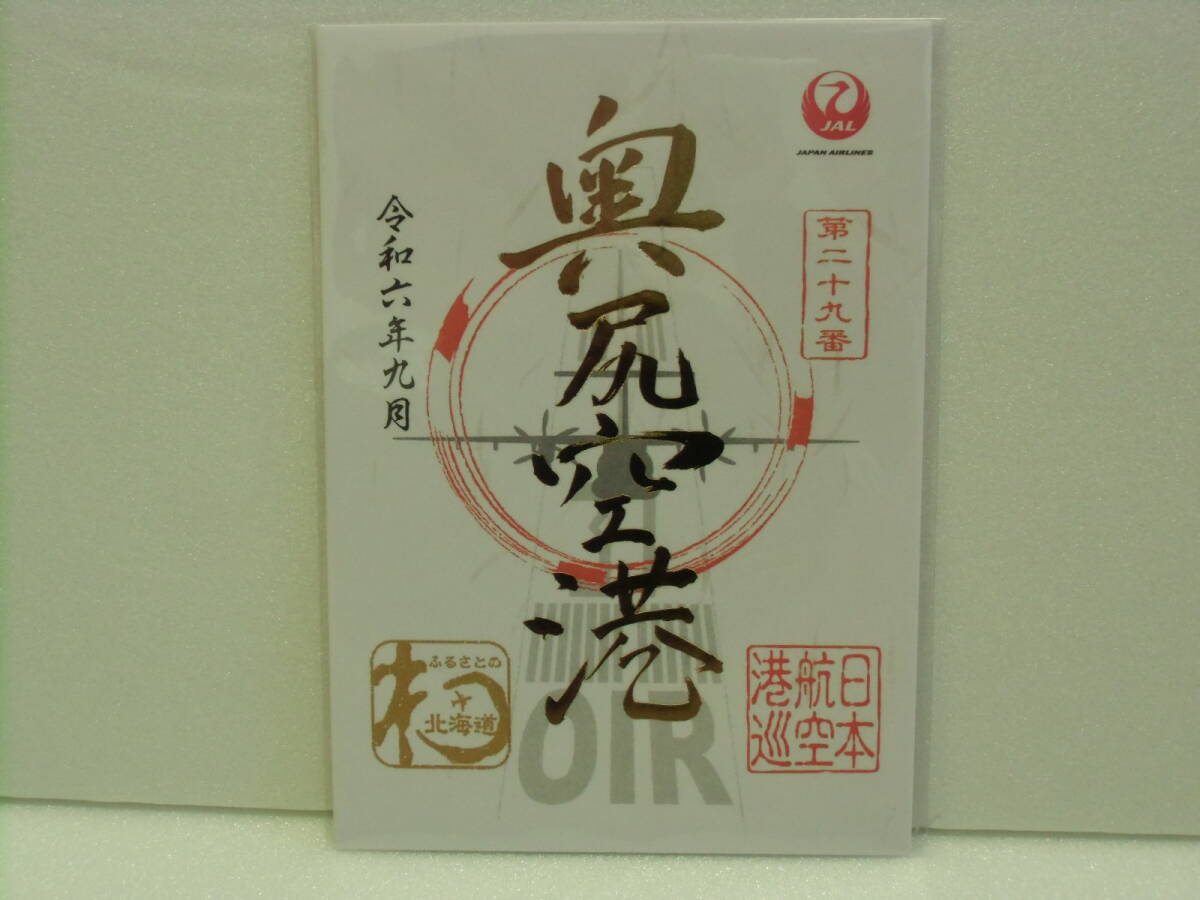 JAL
JAPAN AIRLINES
第二十九番
奥尻空港
令和六年九月
ふるさとの
北海道
OIR
日本
航空
港巡